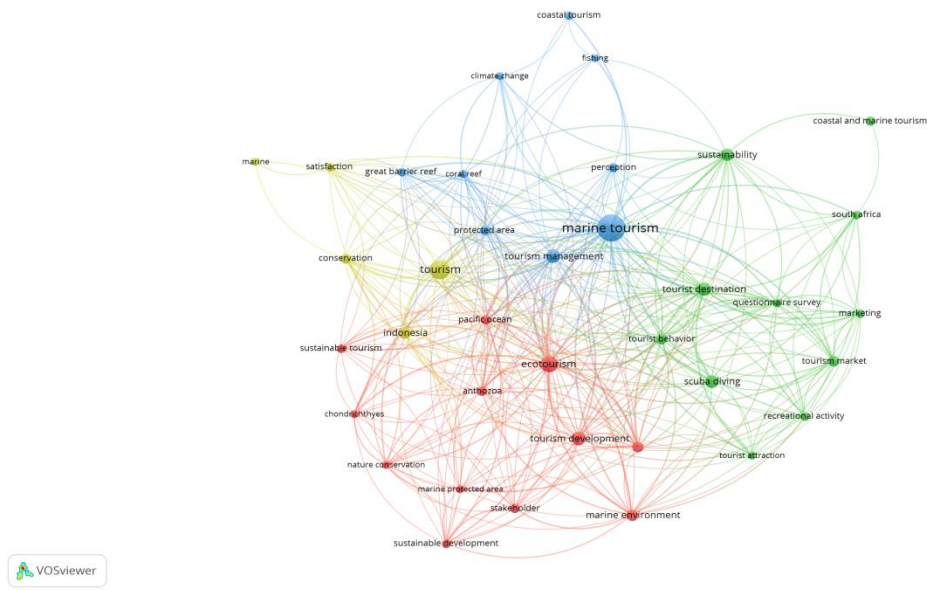 coastal tourism
fishing
climate change
coastal and marine tourism
sustainability
marine
satisfaction
great barrier reef
coral reef
perception
south africa
protected area
marine tourism
conservation
tourism
tourism management
tourist destination
questionnaire survey
marketing
pacific ocean
indonesia
tourist behavior
sustainable tourism
ecotourism
tourism market
scuba diving
anthozoa
chondrichthyes
recreational activity
tourism development
tourist attraction
nature conservation
marine protected area
stakeholder
marine environment
sustainable development
VOSviewer